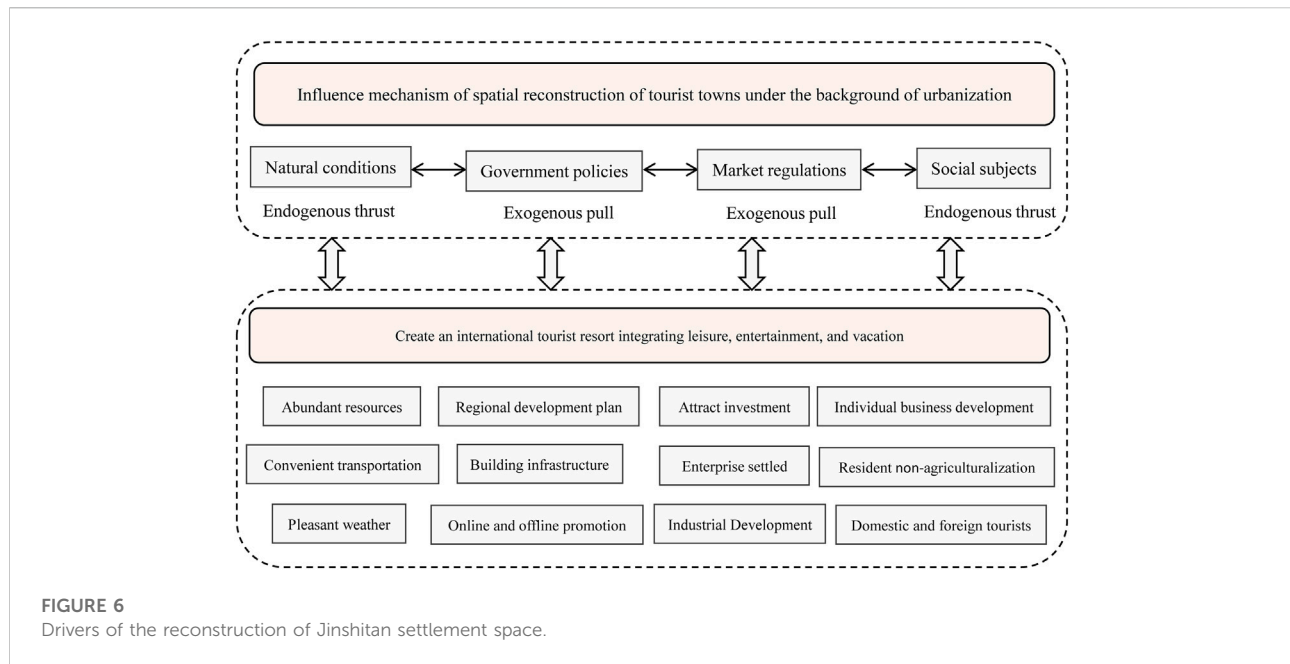 Influence mechanism of spatial reconstruction of tourist towns under the background of urbanization
Natural conditions
Government policies
Market regulations
Social subjects
Endogenous thrust
Exogenous pull
Exogenous pull
Endogenous thrust
Create an international tourist resort integrating leisure, entertainment, and vacation
Abundant resources
Regional development plan
Attract investment
Individual business development
Convenient transportation
Building infrastructure
Enterprise settled
Resident non-agriculturalization
Pleasant weather
Online and offline promotion
Industrial Development
Domestic and foreign tourists
FIGURE 6
Drivers of the reconstruction of Jinshitan settlement space.